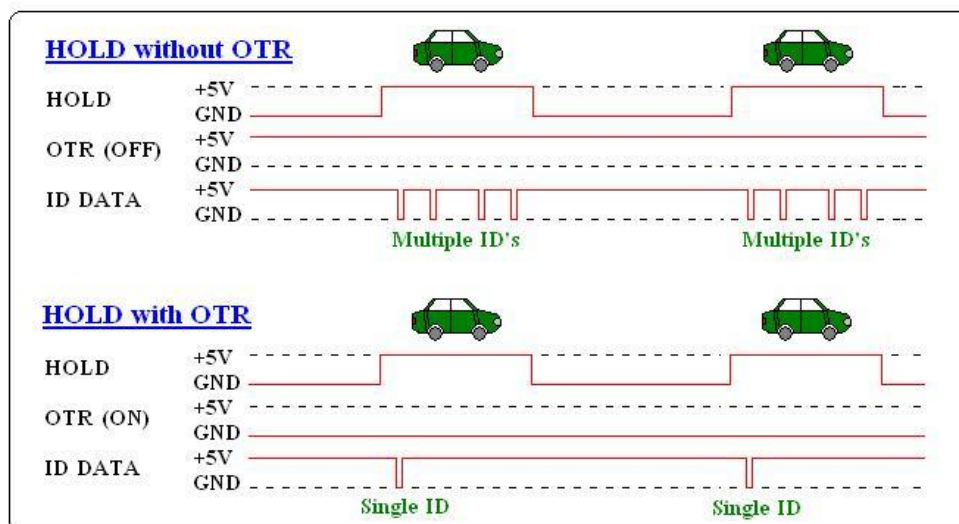 HOLD without OTR
HOLD +5V
GND
OTR (OFF) +5V
GND
ID DATA +5V
GND
Multiple ID's Multiple ID's
HOLD with OTR
HOLD +5V
GND
OTR (ON) +5V
GND
ID DATA +5V
GND
Single ID Single ID